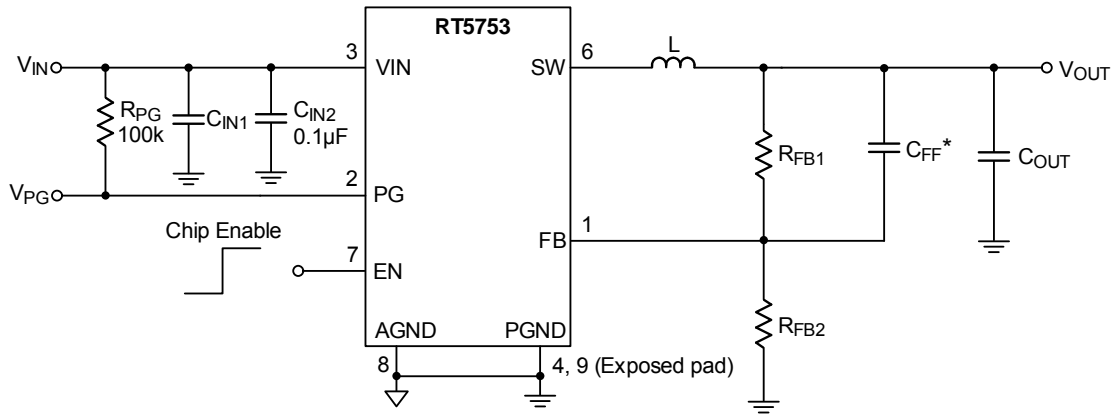 RT5753
VIN
3
VIN
SW
6
L
VOUT
RPG
100k
CIN1
CIN2
0.1µF
RFB1
CFF*
COUT
VPG
2
PG
Chip Enable
FB
1
7
EN
RFB2
AGND
PGND
8
4, 9 (Exposed pad)